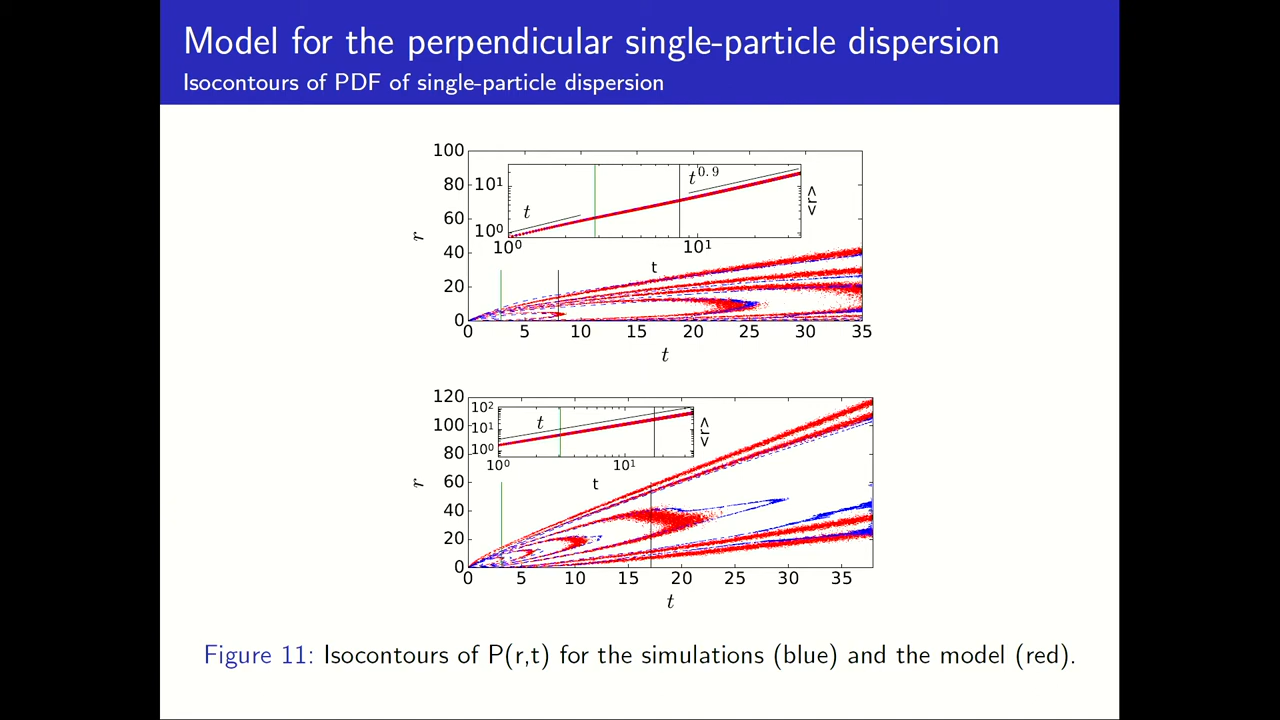 Model for the perpendicular single-particle dispersion
Isocontours of PDF of single-particle dispersion
100
80
60
40
20
0
r
0 5 10 15 20 25 30 35
t
10¹
10⁰
10⁰ 10¹
t
t
t⁰·⁹
<r>
120
100
80
60
40
20
0
r
0 5 10 15 20 25 30 35
t
10²
10¹
10⁰
10⁰ 10¹
t
t
<r>
Figure 11: Isocontours of P(r,t) for the simulations (blue) and the model (red).